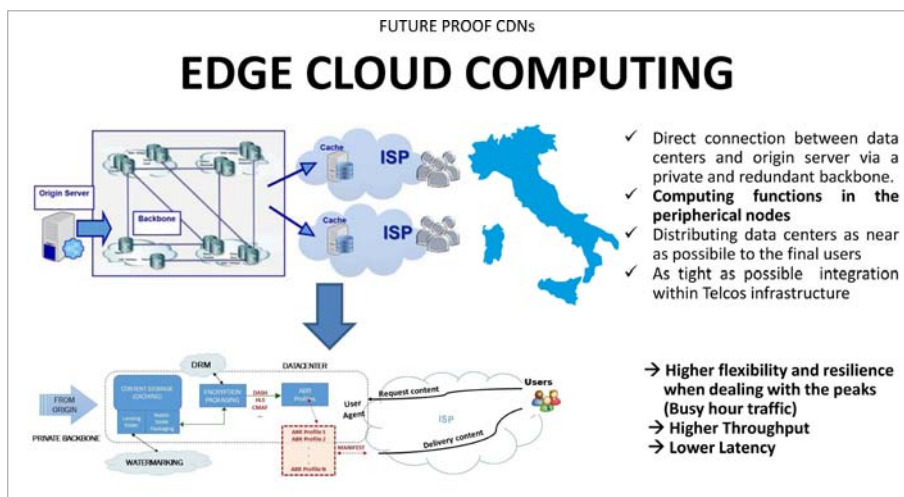 FUTURE PROOF CDNs
EDGE CLOUD COMPUTING
Origin Server
Backbone
Cache
ISP
Cache
ISP
✓ Direct connection between data
centers and origin server via a
private and redundant backbone.
✓ Computing functions in the
peripherical nodes
✓ Distributing data centers as near
as possibile to the final users
✓ As tight as possible integration
within Telcos infrastructure
DRM
DATACENTER
FROM
ORIGIN
PRIVATE BACKBONE
CONTENT STORAGE
(CACHING)
Packaging
WATERMARKING
ENCRYPTION
PACKAGING
DASH
HLS
CMAF
ABR
ABR Profile 1
ABR Profile 2
ABR Profile N
MANIFEST
User
Agent
Request content
ISP
Delivery content
Users
→ Higher flexibility and resilience
when dealing with the peaks
(Busy hour traffic)
→ Higher Throughput
→ Lower Latency